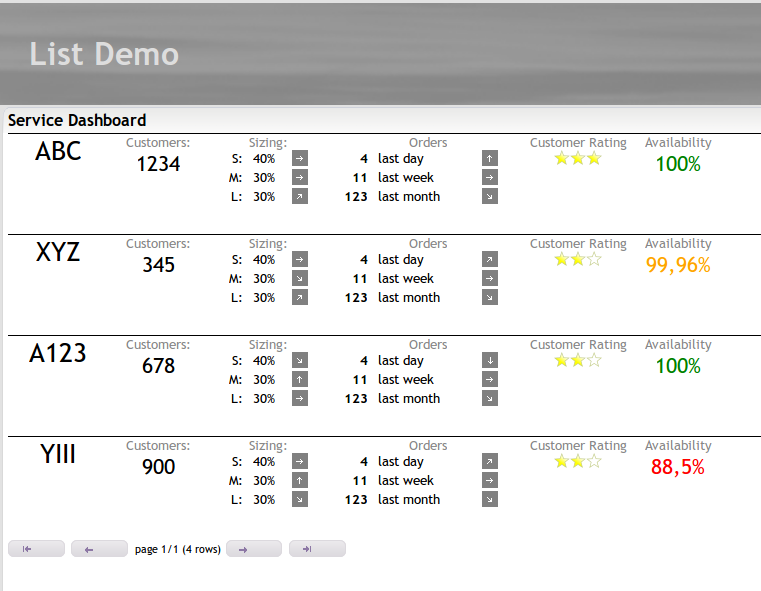 List Demo
Service Dashboard
ABC Customers: Sizing: Orders Customer Rating Availability
1234 S: 40% → 4 last day ↑ 100%
M: 30% → 11 last week →
L: 30% ↗ 123 last month ↘
XYZ Customers: Sizing: Orders Customer Rating Availability
345 S: 40% → 4 last day ↗ 99,96%
M: 30% ↘ 11 last week →
L: 30% ↗ 123 last month ↘
A123 Customers: Sizing: Orders Customer Rating Availability
678 S: 40% ↘ 4 last day ↓ 100%
M: 30% ↑ 11 last week →
L: 30% → 123 last month ↘
YIII Customers: Sizing: Orders Customer Rating Availability
900 S: 40% → 4 last day ↗ 88,5%
M: 30% ↑ 11 last week →
L: 30% ↘ 123 last month ↘
page 1/1 (4 rows)